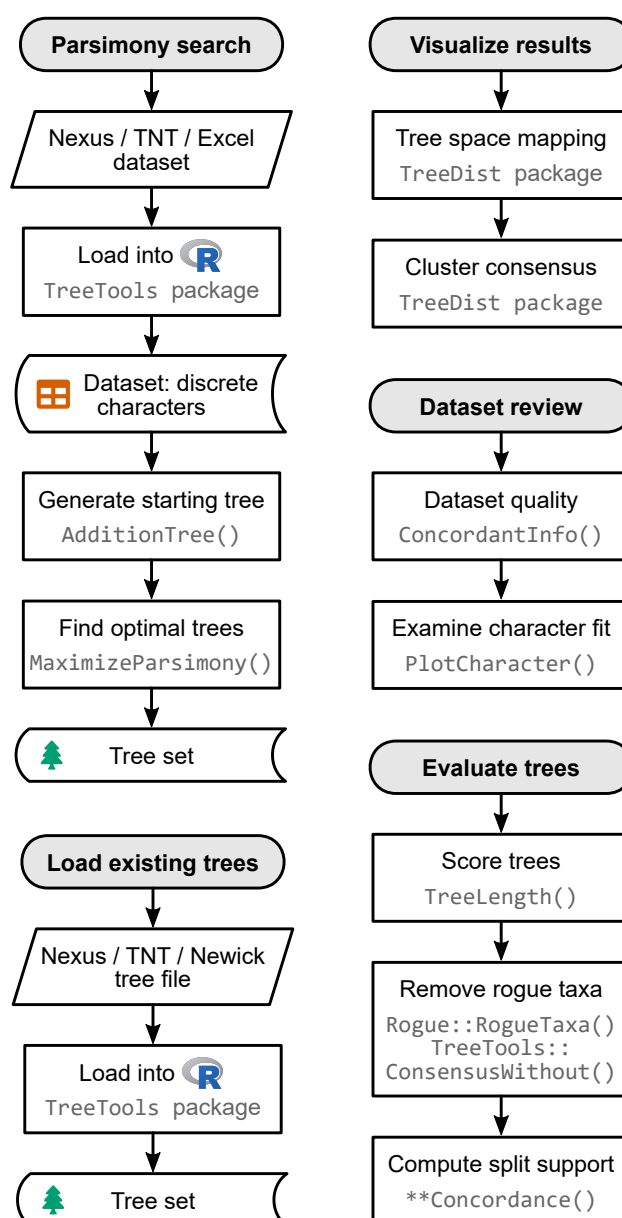 Parsimony search
Nexus / TNT / Excel
dataset
Load into R
TreeTools package
Dataset: discrete
characters
Generate starting tree
AdditionTree()
Find optimal trees
MaximizeParsimony()
Tree set
Load existing trees
Nexus / TNT / Newick
tree file
Load into R
TreeTools package
Tree set
Visualize results
Tree space mapping
TreeDist package
Cluster consensus
TreeDist package
Dataset review
Dataset quality
ConcordantInfo()
Examine character fit
PlotCharacter()
Evaluate trees
Score trees
TreeLength()
Remove rogue taxa
Rogue::RogueTaxa()
TreeTools::
ConsensusWithout()
Compute split support
**Concordance()